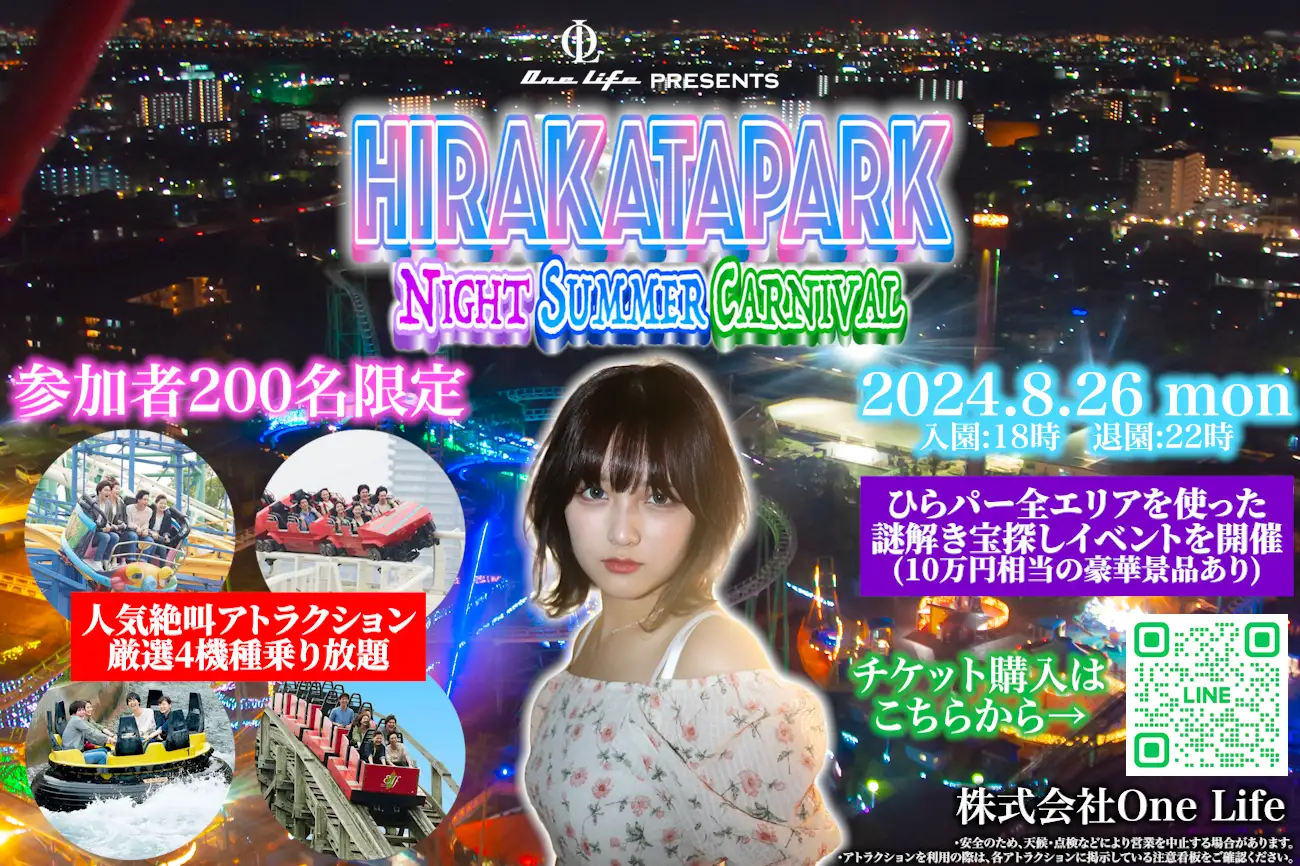 One Life PRESENTS
HIRAKATAPARK
NIGHT SUMMER CARNIVAL
参加者200名限定
2024.8.26 mon
入園:18時 退園:22時
ひらパー全エリアを使った
謎解き宝探しイベントを開催
(10万円相当の豪華景品あり)
人気絶叫アトラクション
厳選4機種乗り放題
チケット購入は
こちらから→
LINE
株式会社One Life
・安全のため、天候・点検などにより営業を中止する場合があります。
・アトラクションを利用の際は、各アトラクションに掲示している注意看板をご確認ください。